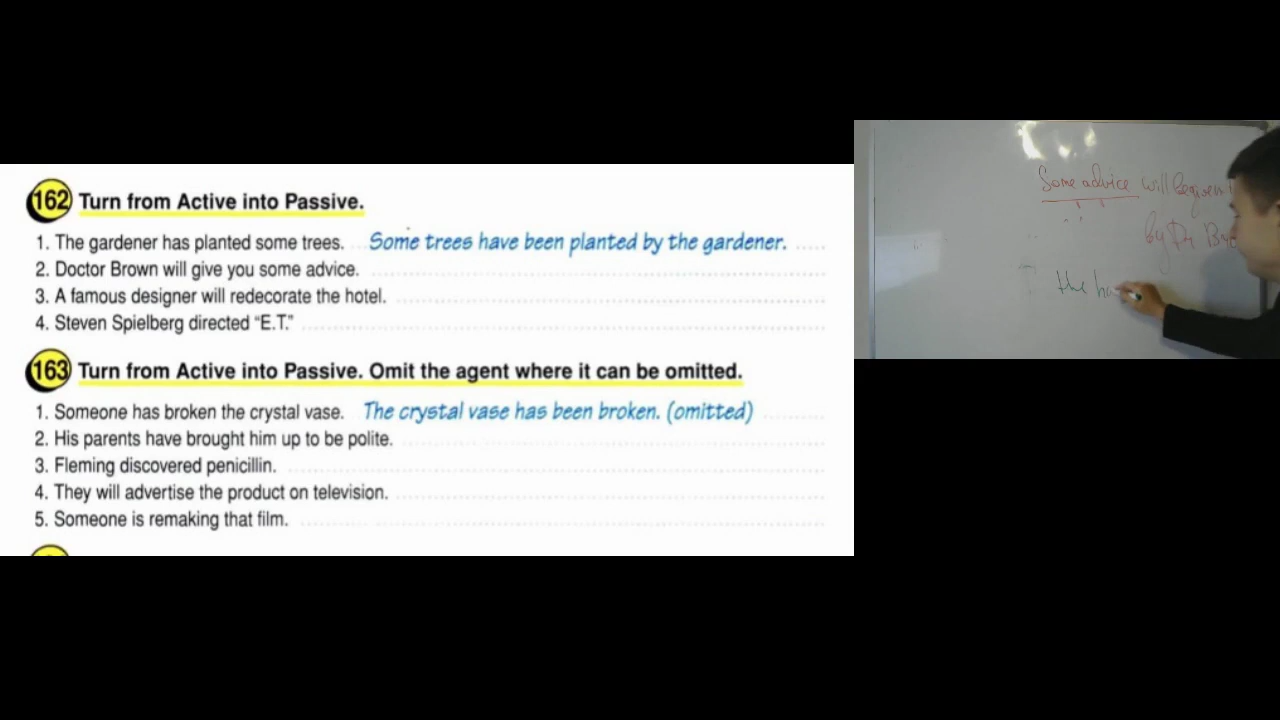 162 Turn from Active into Passive.
1. The gardener has planted some trees. Some trees have been planted by the gardener.
2. Doctor Brown will give you some advice.
3. A famous designer will redecorate the hotel.
4. Steven Spielberg directed “E.T.”
163 Turn from Active into Passive. Omit the agent where it can be omitted.
1. Someone has broken the crystal vase. The crystal vase has been broken. (omitted)
2. His parents have brought him up to be polite.
3. Fleming discovered penicillin.
4. They will advertise the product on television.
5. Someone is remaking that film.
Some advice will be given
by Dr
the